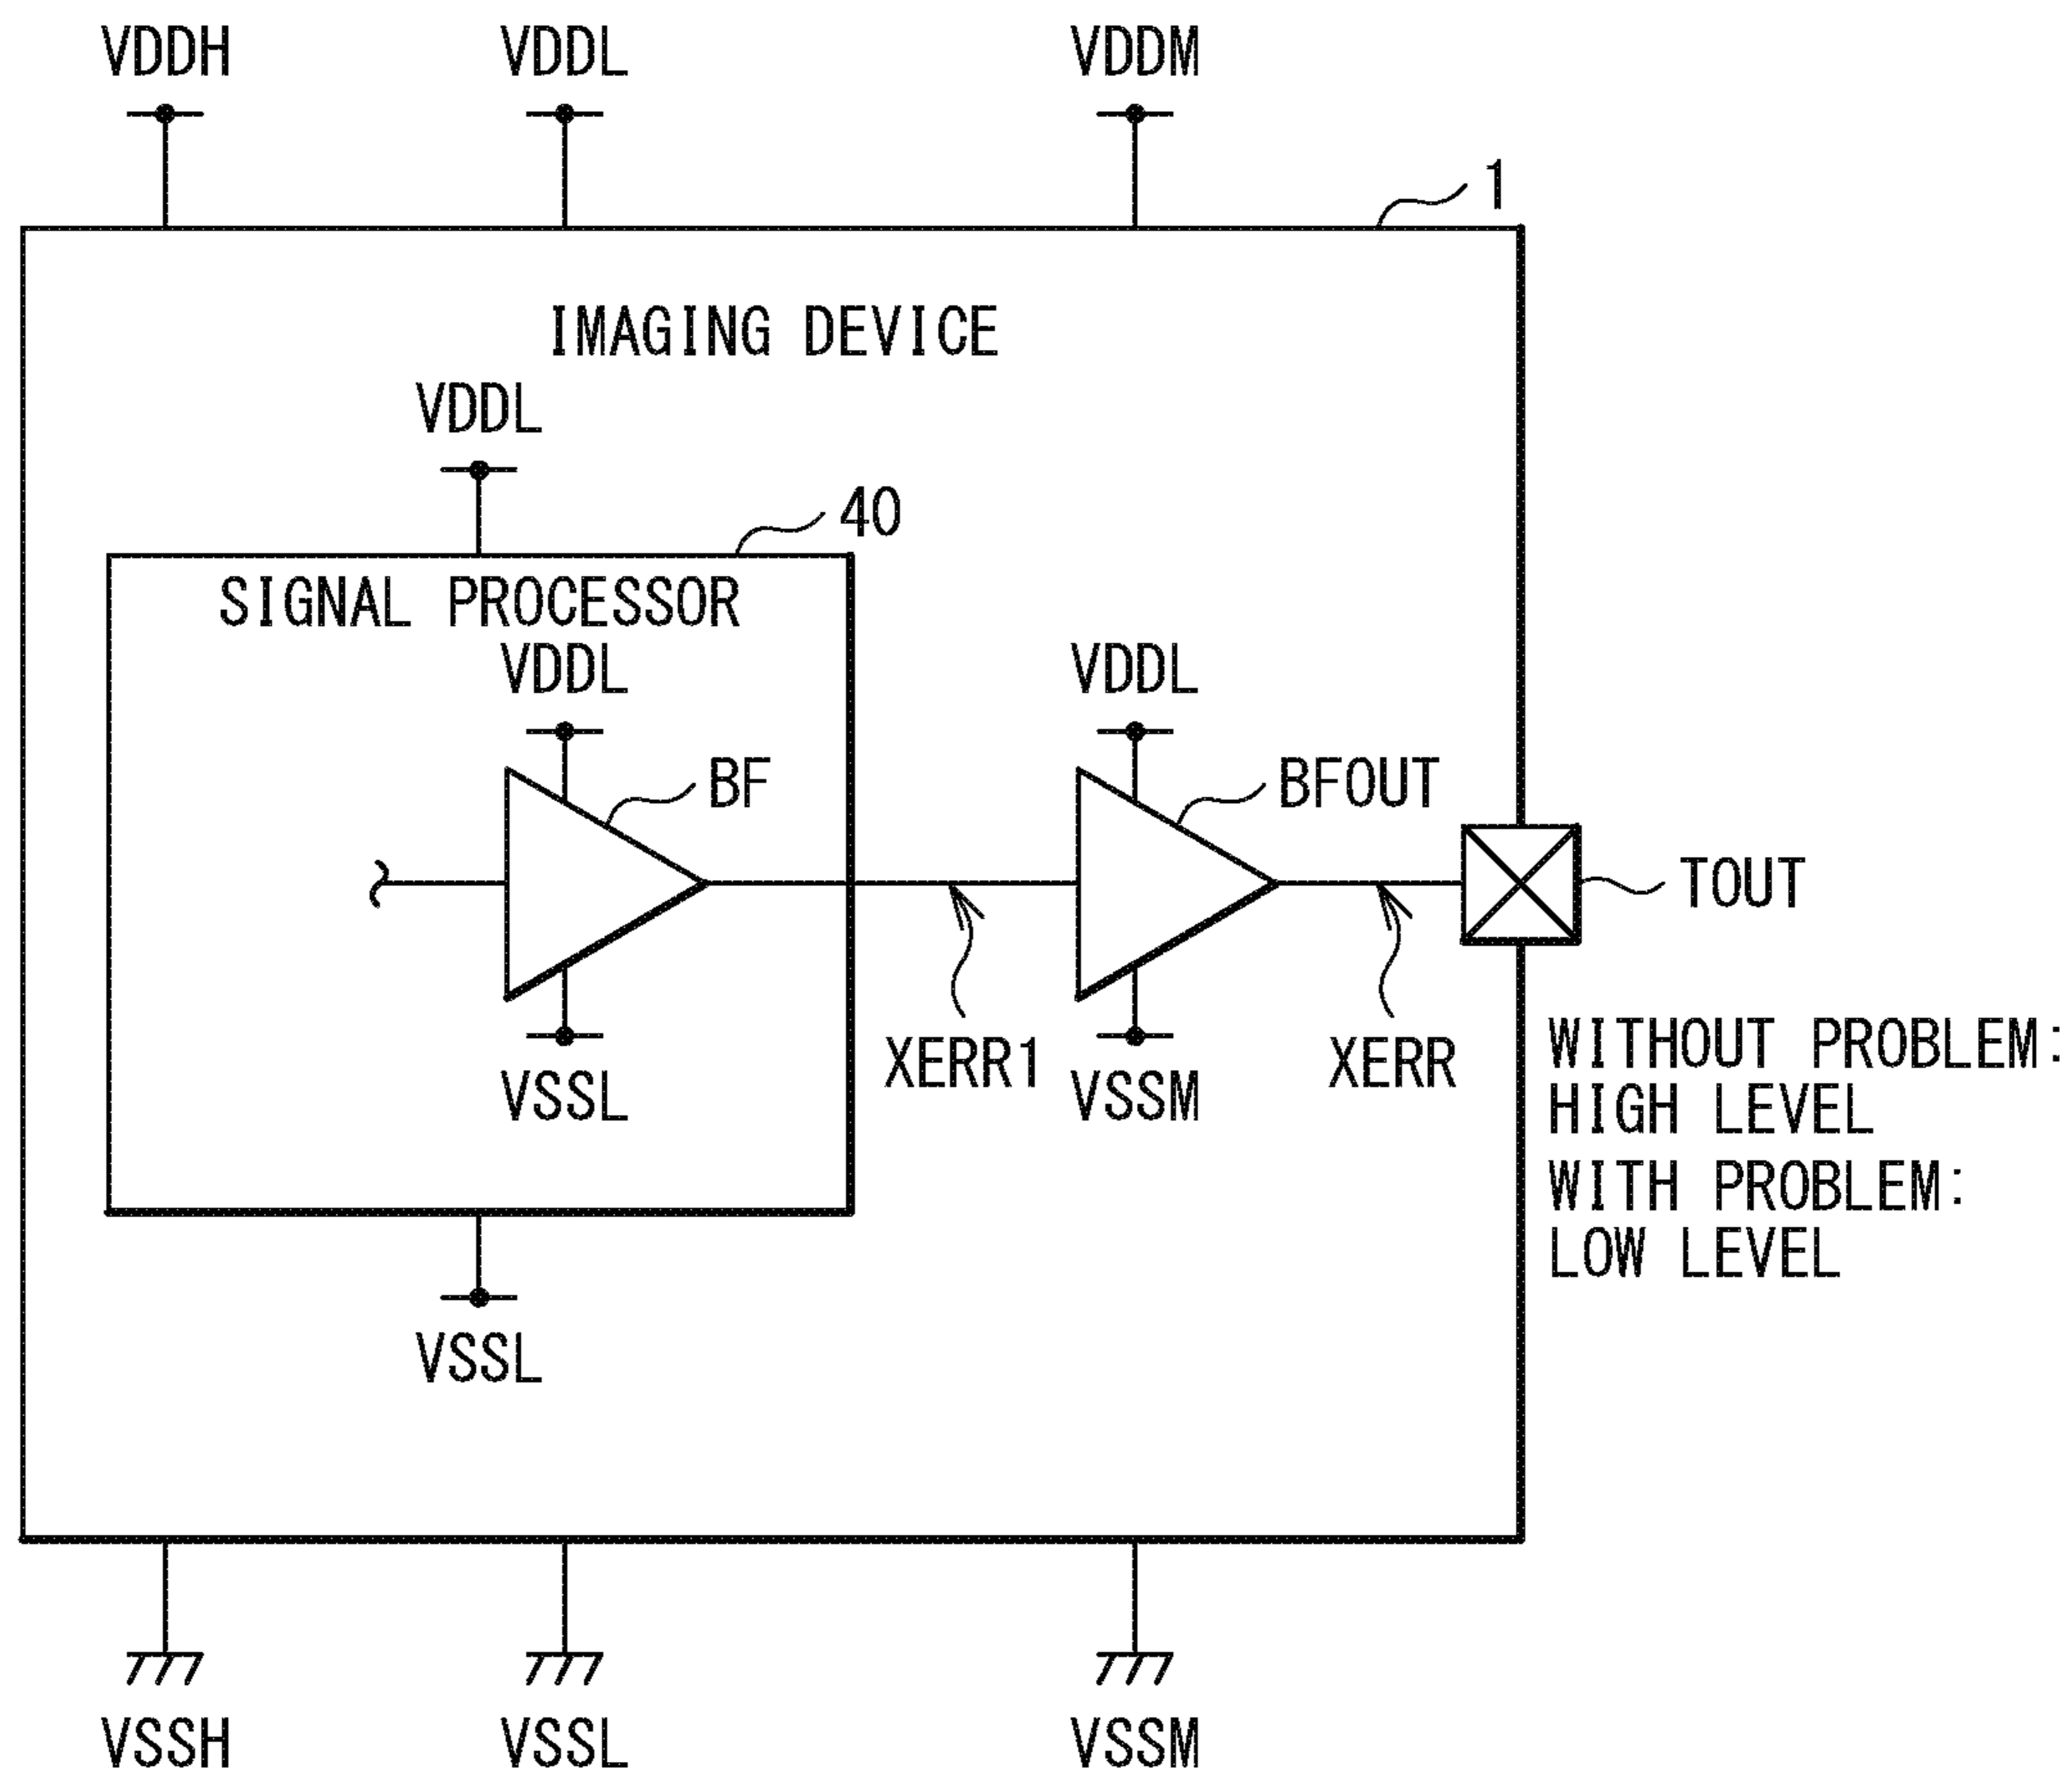 VDDH
VDDL
VDDM
1
IMAGING DEVICE
VDDL
40
SIGNAL PROCESSOR
VDDL
VDDL
BF
BFOUT
TOUT
XERR1
XERR
VSSL
VSSM
WITHOUT PROBLEM:
HIGH LEVEL
WITH PROBLEM:
LOW LEVEL
VSSL
VSSH
VSSL
VSSM